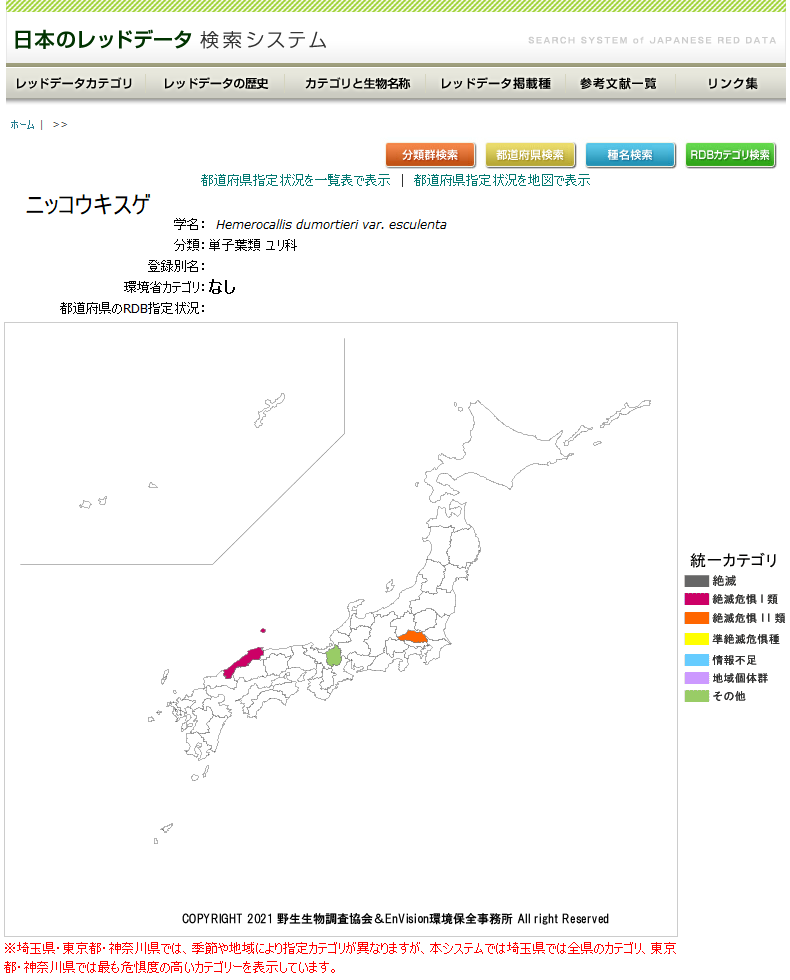 日本のレッドデータ 検索システム
SEARCH SYSTEM of JAPANESE RED DATA
レッドデータカテゴリ レッドデータの歴史 カテゴリと生物名称 レッドデータ掲載種 参考文献一覧 リンク集
ホーム | >>
分類群検索 都道府県検索 種名検索 RDBカテゴリ検索
都道府県指定状況を一覧表で表示 | 都道府県指定状況を地図で表示
ニッコウキスゲ
学名: Hemerocallis dumortieri var. esculenta
分類: 単子葉類 ユリ科
登録別名:
環境省カテゴリ: なし
都道府県のRDB指定状況:
統一カテゴリ
絶滅
絶滅危惧Ⅰ類
絶滅危惧II類
準絶滅危惧種
情報不足
地域個体群
その他
COPYRIGHT 2021 野生生物調査協会&EnVision環境保全事務所 All right Reserved
※埼玉県・東京都・神奈川県では、季節や地域により指定カテゴリが異なりますが、本システムでは埼玉県では全県のカテゴリ、東京
都・神奈川県では最も危惧度の高いカテゴリーを表示しています。